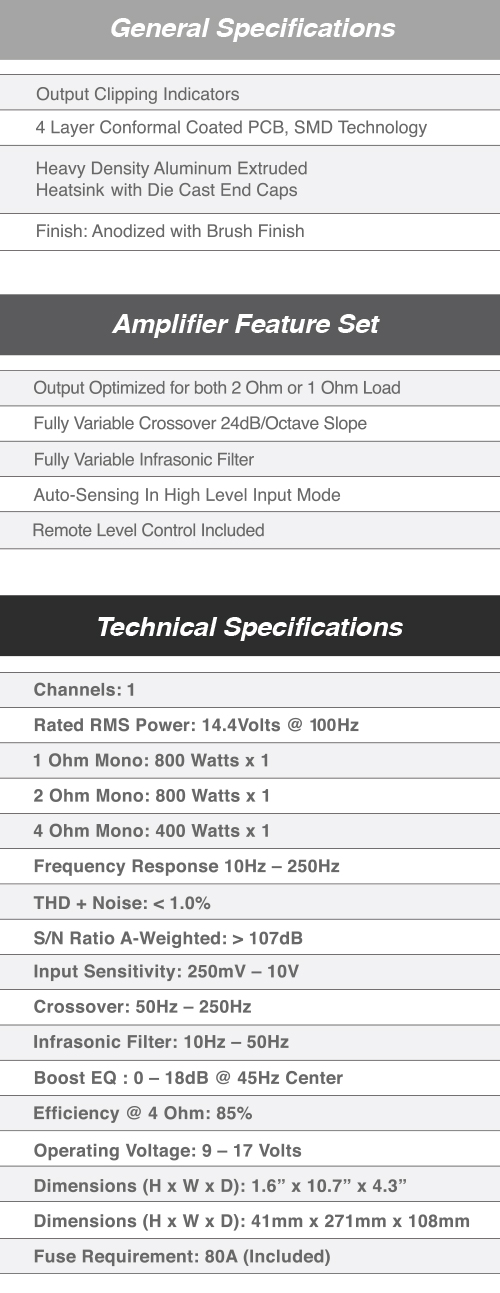 General Specifications
Output Clipping Indicators
4 Layer Conformal Coated PCB, SMD Technology
Heavy Density Aluminum Extruded
Heatsink with Die Cast End Caps
Finish: Anodized with Brush Finish
Amplifier Feature Set
Output Optimized for both 2 Ohm or 1 Ohm Load
Fully Variable Crossover 24dB/Octave Slope
Fully Variable Infrasonic Filter
Auto-Sensing In High Level Input Mode
Remote Level Control Included
Technical Specifications
Channels: 1
Rated RMS Power: 14.4Volts @ 100Hz
1 Ohm Mono: 800 Watts x 1
2 Ohm Mono: 800 Watts x 1
4 Ohm Mono: 400 Watts x 1
Frequency Response 10Hz – 250Hz
THD + Noise: < 1.0%
S/N Ratio A-Weighted: > 107dB
Input Sensitivity: 250mV – 10V
Crossover: 50Hz – 250Hz
Infrasonic Filter: 10Hz – 50Hz
Boost EQ : 0 – 18dB @ 45Hz Center
Efficiency @ 4 Ohm: 85%
Operating Voltage: 9 – 17 Volts
Dimensions (H x W x D): 1.6” x 10.7” x 4.3”
Dimensions (H x W x D): 41mm x 271mm x 108mm
Fuse Requirement: 80A (Included)